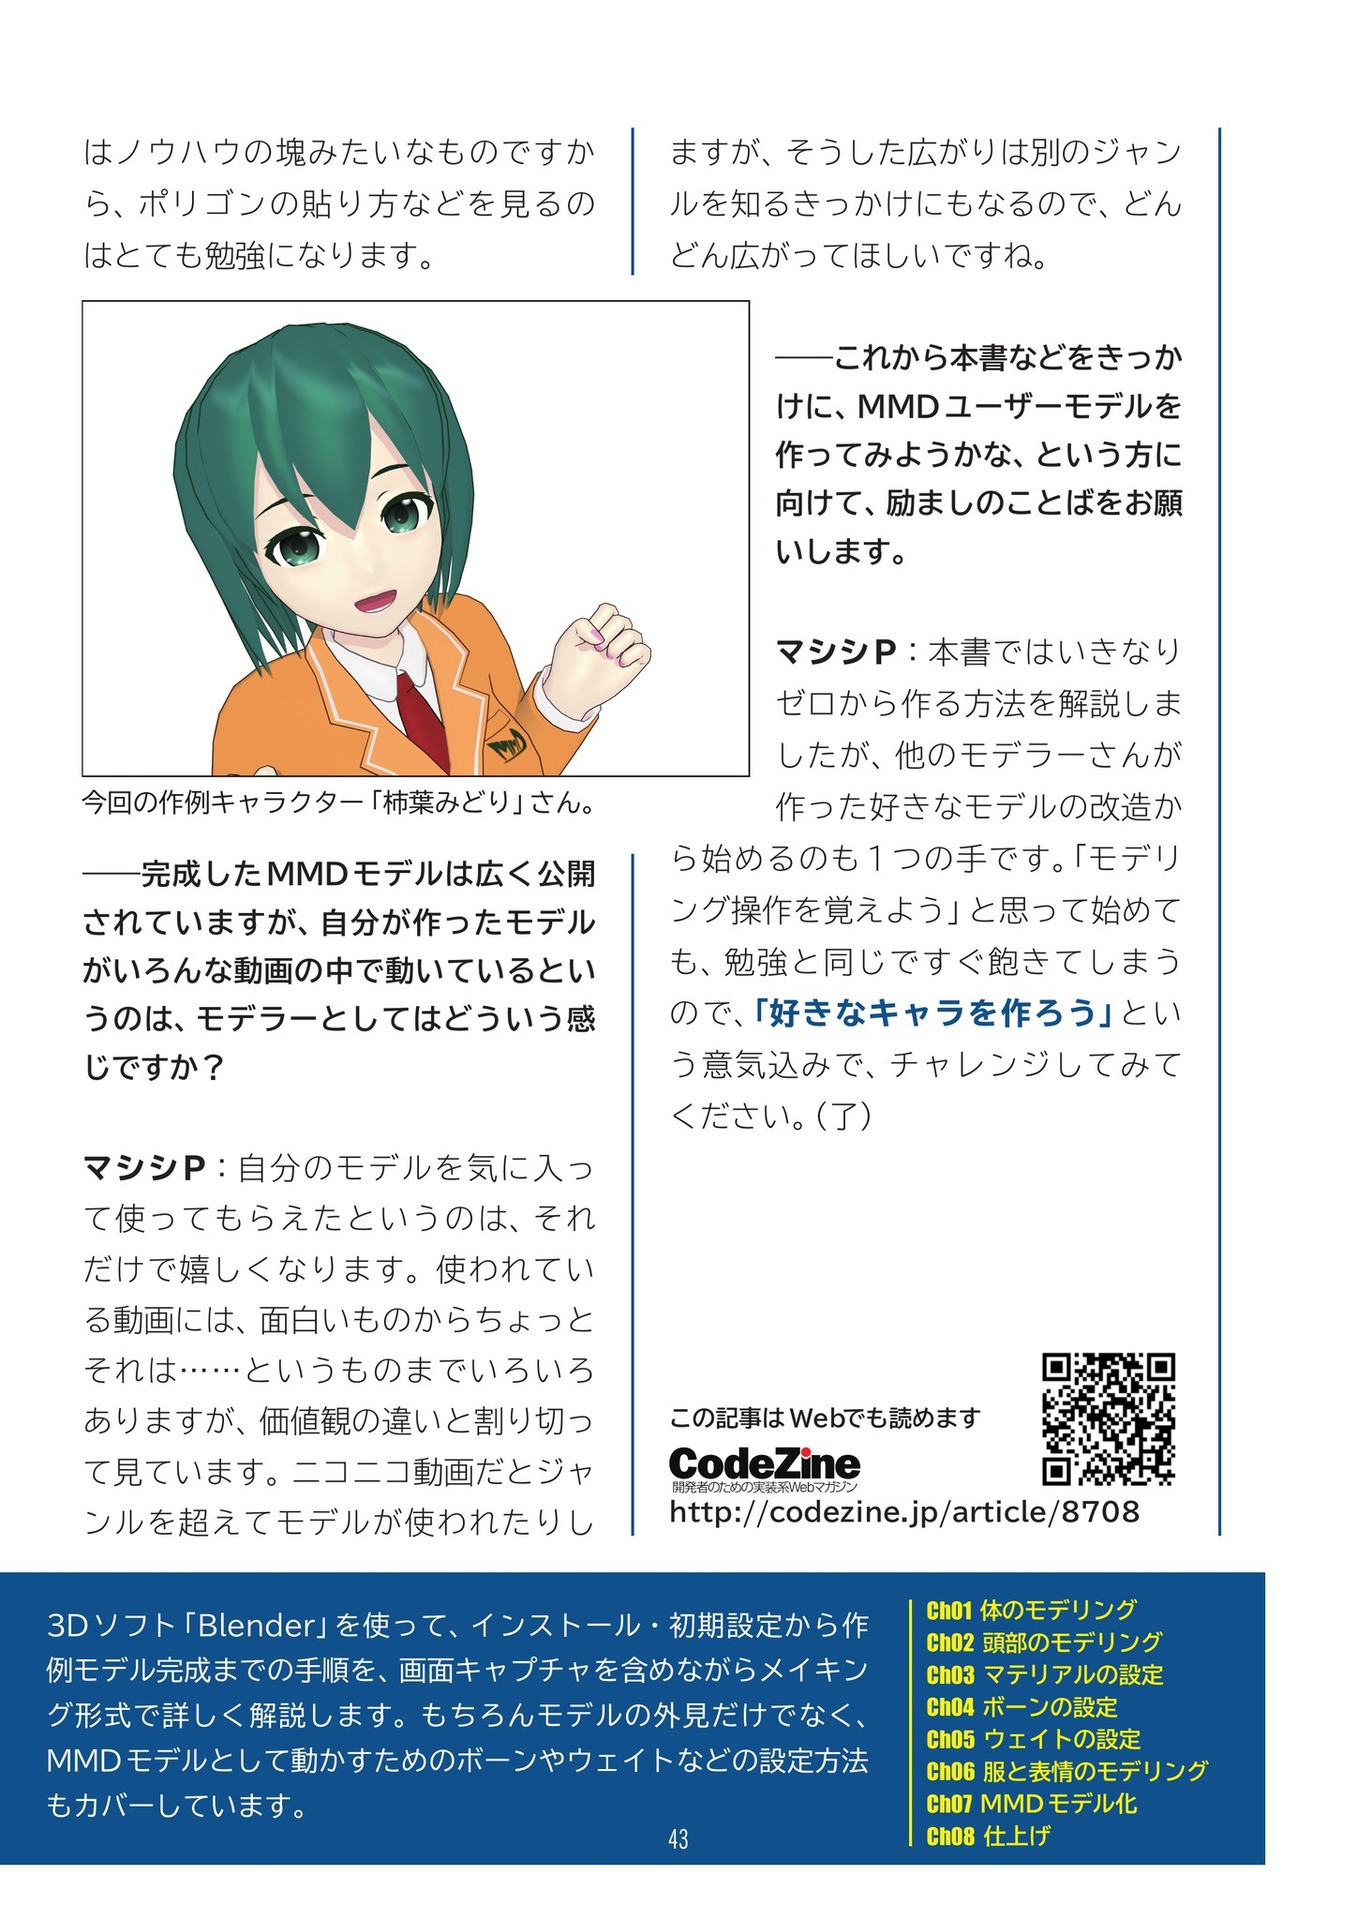 はノウハウの塊みたいなものですか
ら、ポリゴンの貼り方などを見るの
はとても勉強になります。
今回の作例キャラクター「柿葉みどり」さん。
――完成したMMDモデルは広く公開
されていますが、自分が作ったモデル
がいろんな動画の中で動いているとい
うのは、モデラーとしてはどういう感
じですか？
マシシP：自分のモデルを気に入っ
て使ってもらえたというのは、それ
だけで嬉しくなります。使われてい
る動画には、面白いものからちょっと
それは……というものまでいろいろ
ありますが、価値観の違いと割り切っ
て見ています。ニコニコ動画だとジャ
ンルを超えてモデルが使われたりし
ますが、そうした広がりは別のジャン
ルを知るきっかけにもなるので、どん
どん広がってほしいですね。
――これから本書などをきっか
けに、MMDユーザーモデルを
作ってみようかな、という方に
向けて、励ましのことばをお願
いします。
マシシP：本書ではいきなり
ゼロから作る方法を解説しま
したが、他のモデラーさんが
作った好きなモデルの改造か
ら始めるのも1つの手です。「モデリ
ング操作を覚えよう」と思って始めて
も、勉強と同じですぐ飽きてしまう
ので、「好きなキャラを作ろう」とい
う意気込みで、チャレンジしてみて
ください。（了）
この記事はWebでも読めます
CodeZine
開発者のための実装系Webマガジン
http://codezine.jp/article/8708
3Dソフト「Blender」を使って、インストール・初期設定から作
例モデル完成までの手順を、画面キャプチャを含めながらメイキン
グ形式で詳しく解説します。もちろんモデルの外見だけでなく、
MMDモデルとして動かすためのボーンやウェイトなどの設定方法
もカバーしています。
Ch01 体のモデリング
Ch02 頭部のモデリング
Ch03 マテリアルの設定
Ch04 ボーンの設定
Ch05 ウェイトの設定
Ch06 服と表情のモデリング
Ch07 MMDモデル化
Ch08 仕上げ
43
MMD